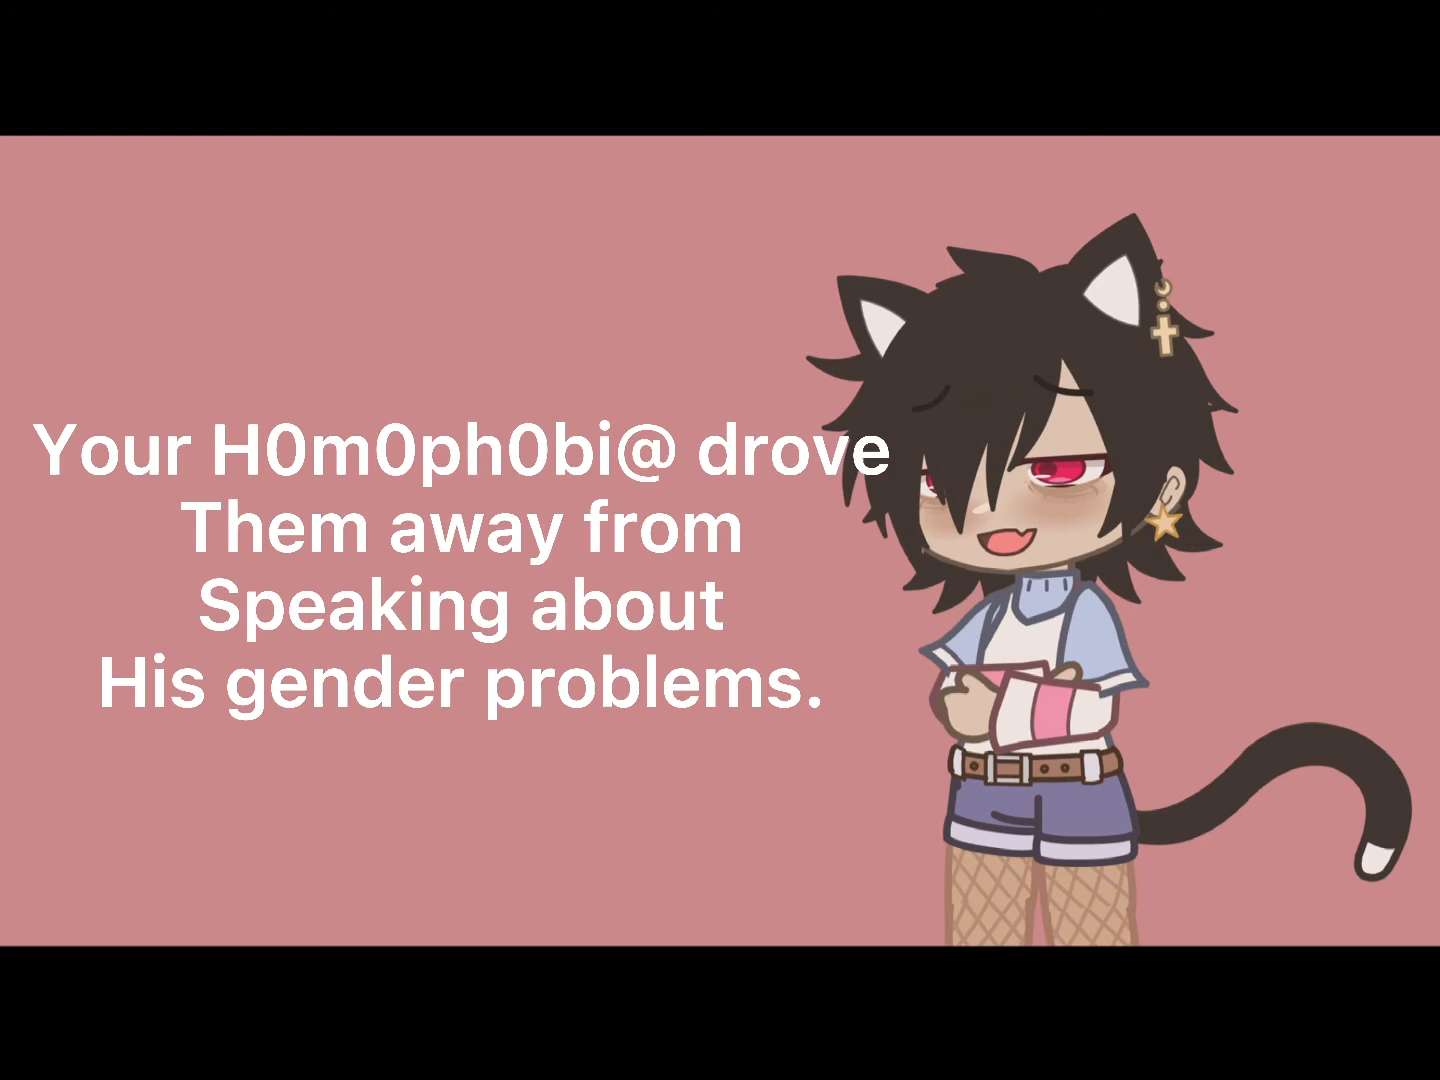 Your H0m0ph0bi@ drove
Them away from
Speaking about
His gender problems.